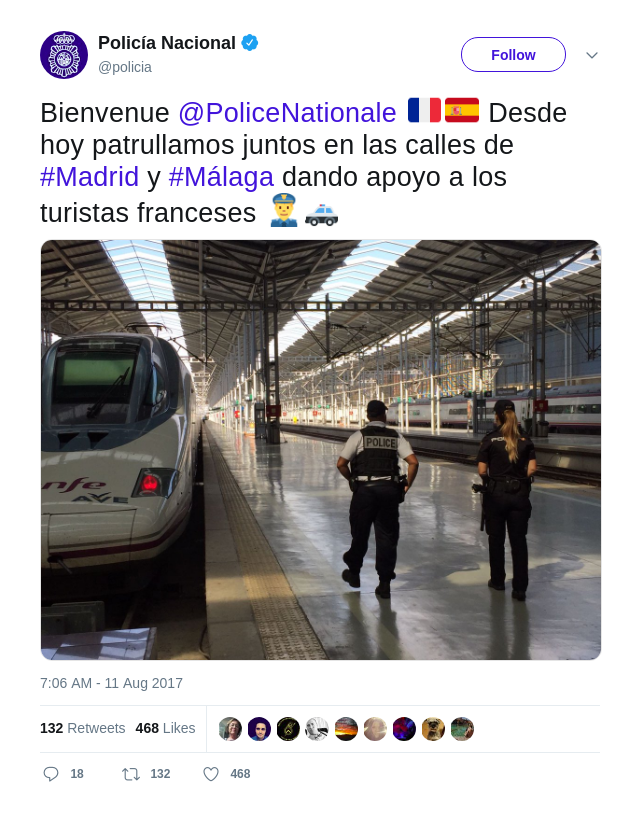 Policía Nacional
@policia
Follow
Bienvenue @PoliceNationale 🇫🇷🇪🇸 Desde
hoy patrullamos juntos en las calles de
#Madrid y #Málaga dando apoyo a los
turistas franceses 👮🚓
POLICE
nfe
AVE
7:06 AM - 11 Aug 2017
132 Retweets 468 Likes
18 132 468